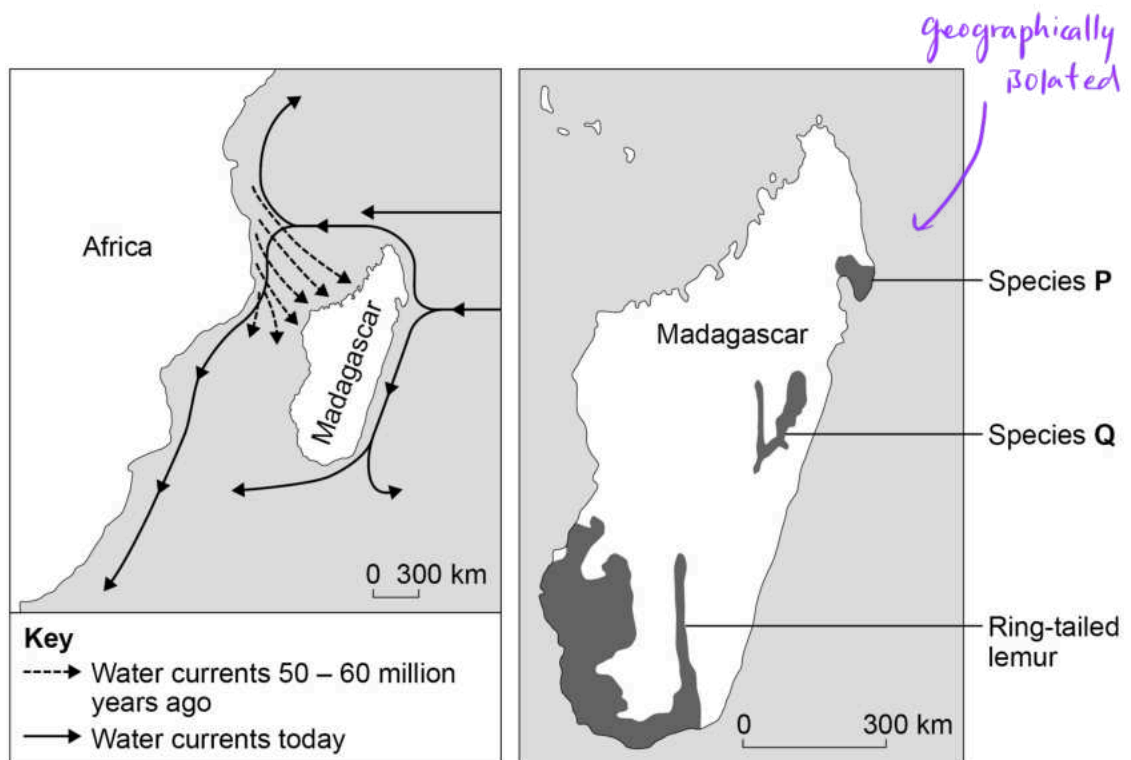 geographically
isolated
Africa
Madagascar
0 300 km
Key
Water currents 50 – 60 million
years ago
Water currents today
Madagascar
Species P
Species Q
Ring-tailed
lemur
0 300 km